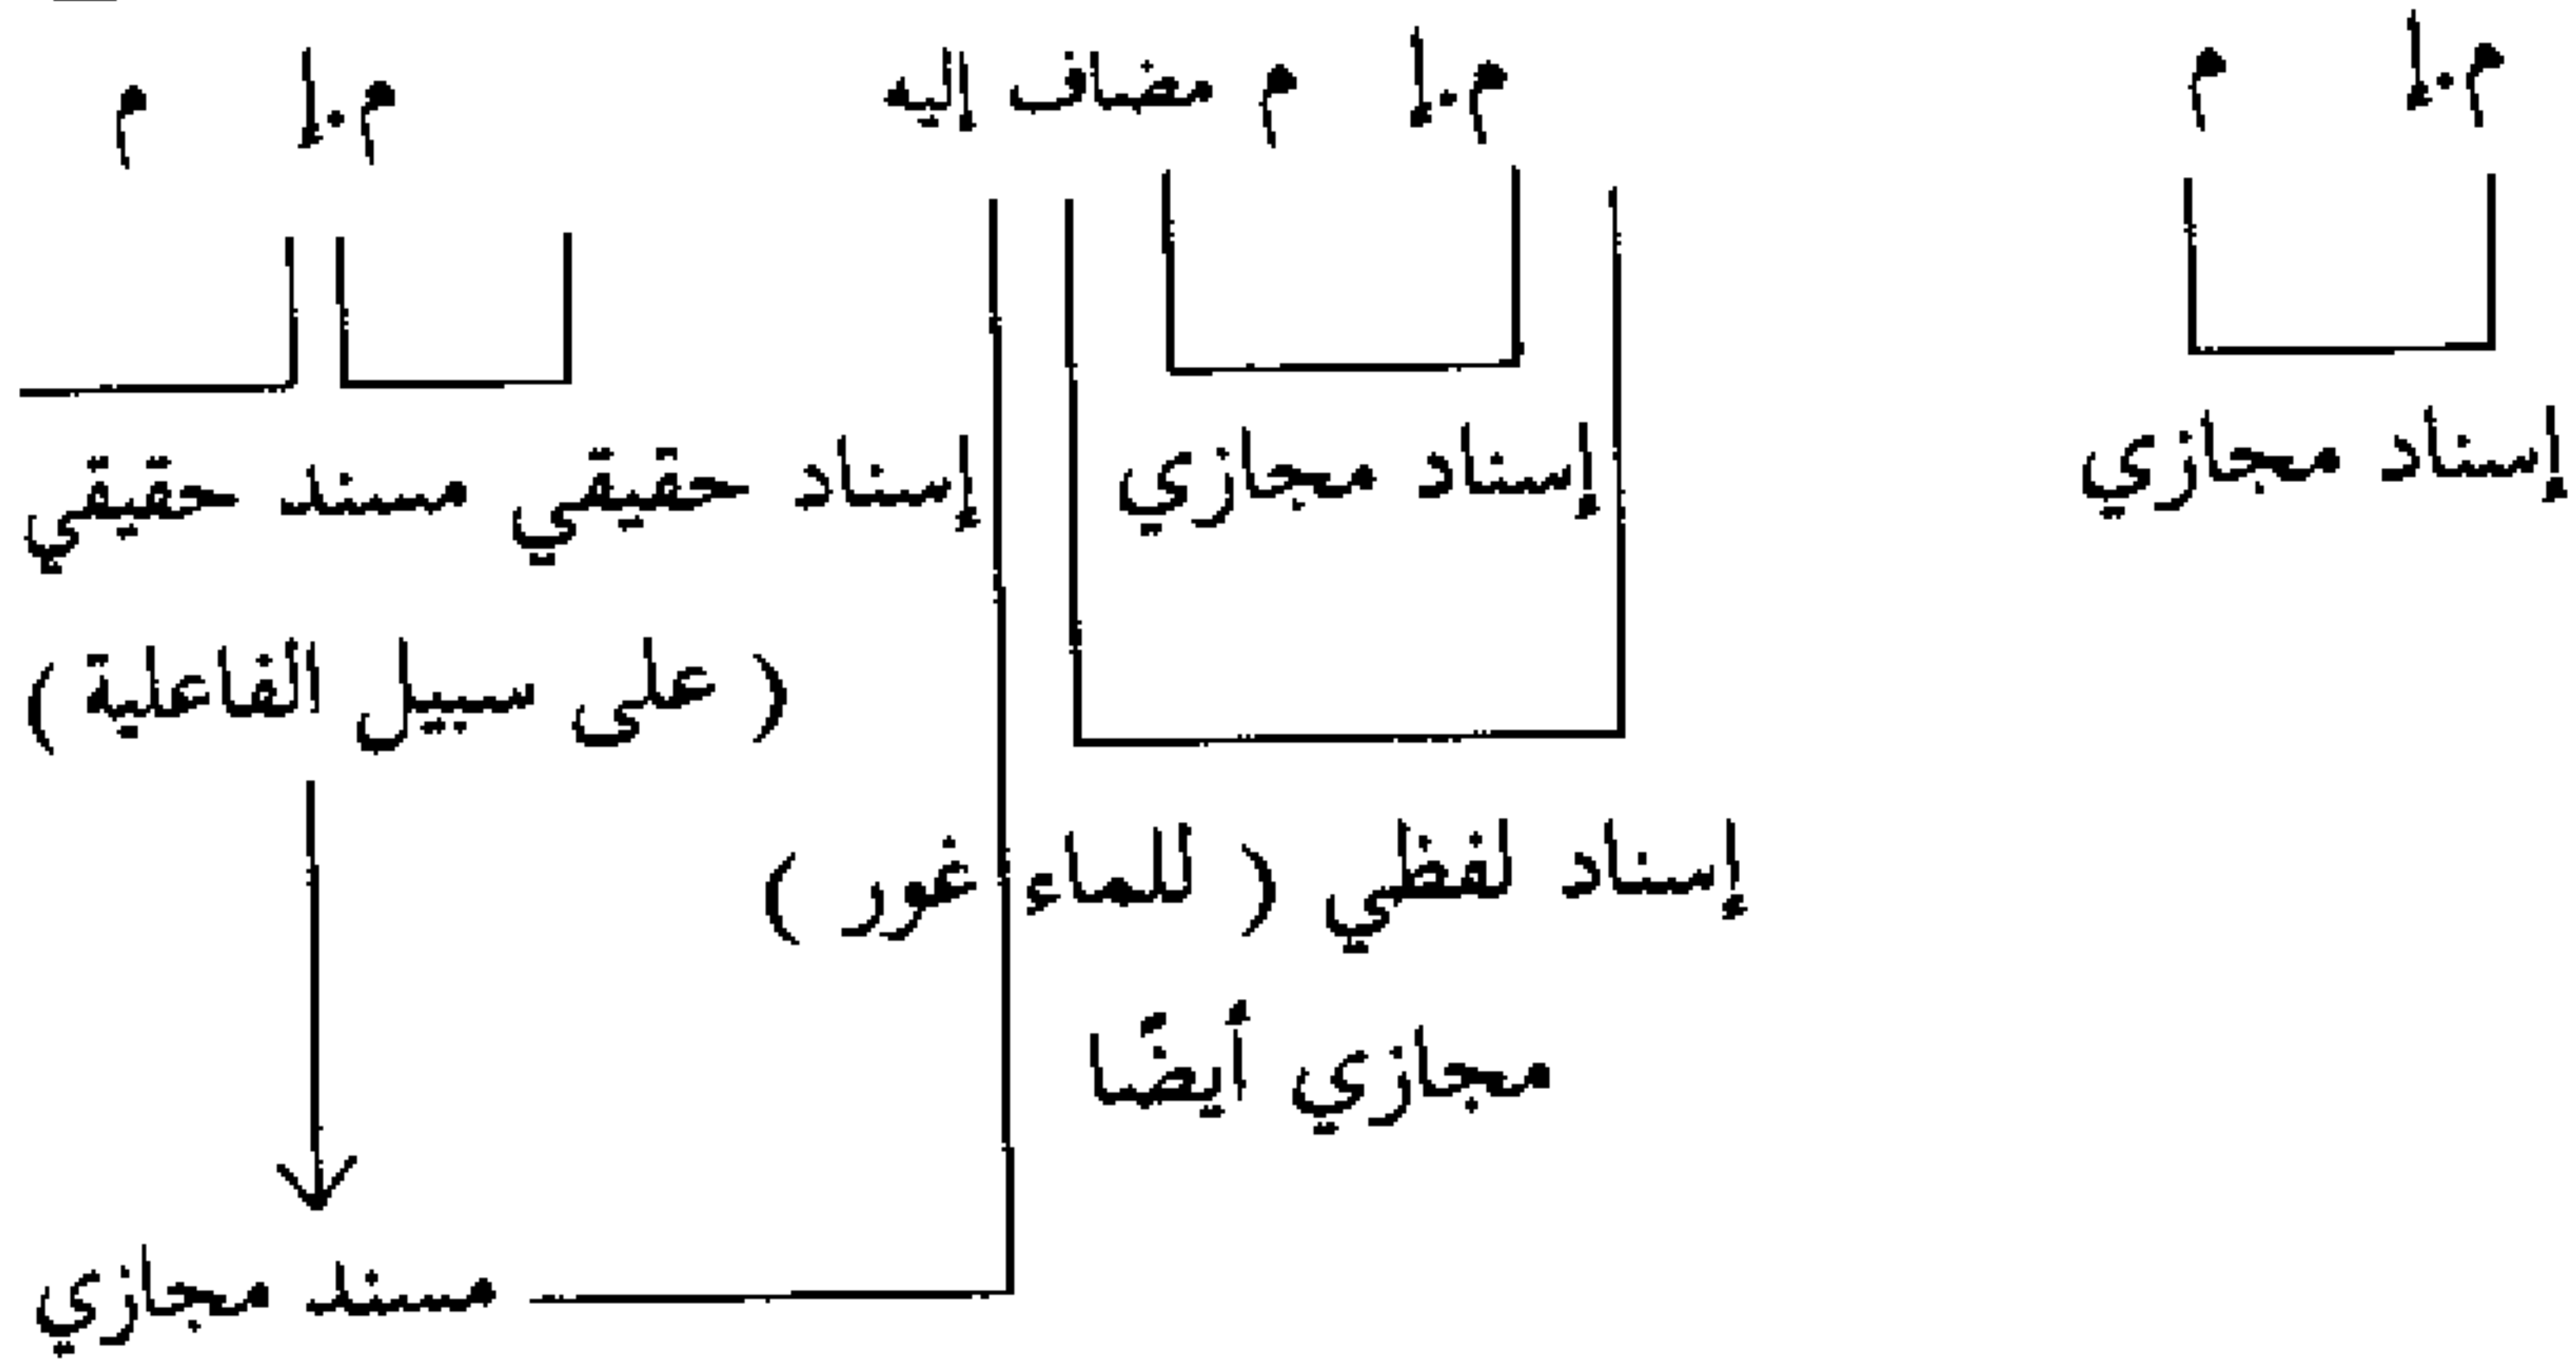 م.إ م م.إ م مضاف إليه م.إ م
إسناد مجازي إسناد مجازي إسناد حقيقي مسند حقيقي
( على سبيل الفاعلية )
إسناد لفظي ( للماء غور )
مجازي أيضًا
مسند مجازي